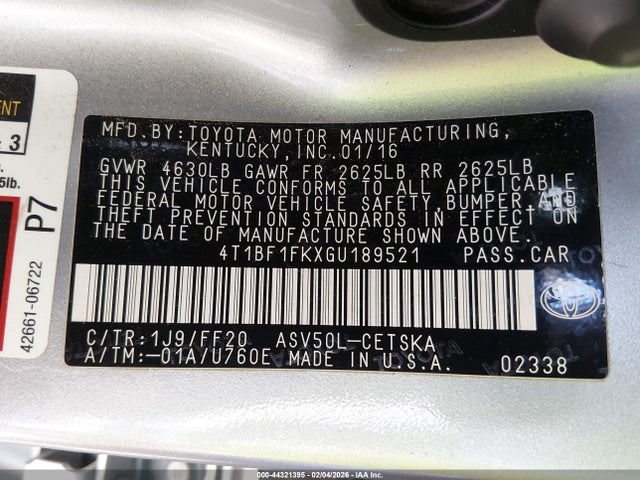 MFD.BY:TOYOTA MOTOR MANUFACTURING,
KENTUCKY,INC.01/16
GVWR 4630LB GAWR FR 2625LB RR 2625LB
THIS VEHICLE CONFORMS TO ALL APPLICABLE
FEDERAL MOTOR VEHICLE SAFETY,BUMPER,AND
THEFT PREVENTION STANDARDS IN EFFECT ON
THE DATE OF MANUFACTURE SHOWN ABOVE.
4T1BF1FKXGU189521 PASS.CAR
C/TR:1J9/FF20 ASV50L-CETSKA
A/TM:-01A/U760E MADE IN U.S.A. 02338
3
5lb.
P7
42661-06722
000-44321395 - 02/04/2026 - IAAI